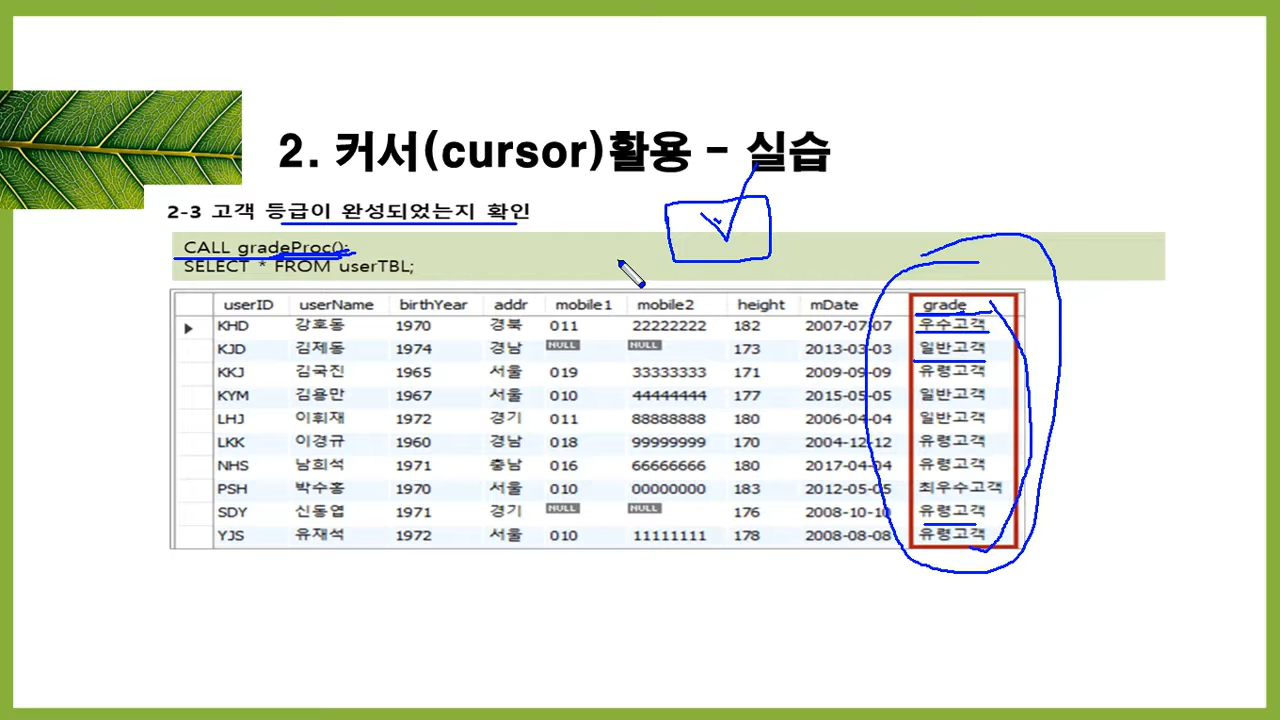 2. 커서(cursor)활용 - 실습
2-3 고객 등급이 완성되었는지 확인
CALL gradeProc();
SELECT * FROM userTBL;
userID userName birthYear addr mobile1 mobile2 height mDate grade
KHD 강호동 1970 경북 011 22222222 182 2007-07-07 우수고객
KJD 김제동 1974 경남 NULL NULL 173 2013-03-03 일반고객
KKJ 김국진 1965 서울 019 33333333 171 2009-09-09 유령고객
KYM 김용만 1967 서울 010 44444444 177 2015-05-05 일반고객
LHJ 이휘재 1972 경기 011 88888888 180 2006-04-04 일반고객
LKK 이경규 1960 경남 018 99999999 170 2004-12-12 유령고객
NHS 남희석 1971 충남 016 66666666 180 2017-04-04 유령고객
PSH 박수홍 1970 서울 010 00000000 183 2012-05-05 최우수고객
SDY 신동엽 1971 경기 NULL NULL 176 2008-10-10 유령고객
YJS 유재석 1972 서울 010 11111111 178 2008-08-08 유령고객